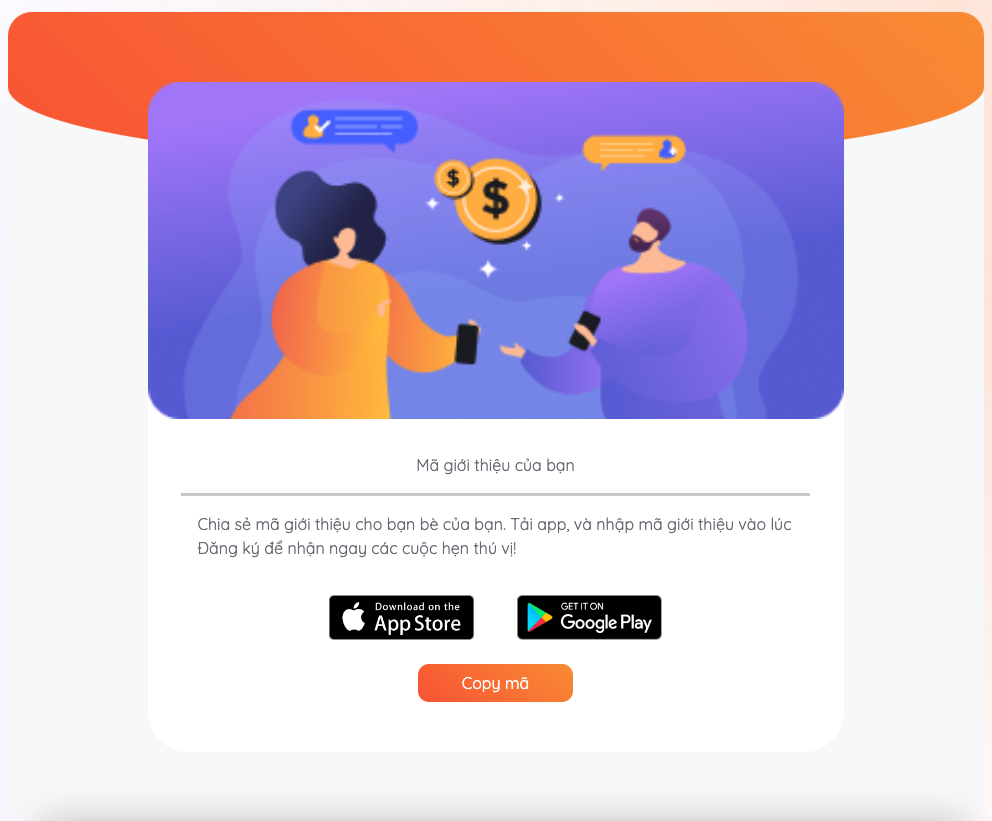 $
$
Mã giới thiệu của bạn
Chia sẻ mã giới thiệu cho bạn bè của bạn. Tải app, và nhập mã giới thiệu vào lúc
Đăng ký để nhận ngay các cuộc hẹn thú vị!
Download on the
App Store
GET IT ON
Google Play
Copy mã